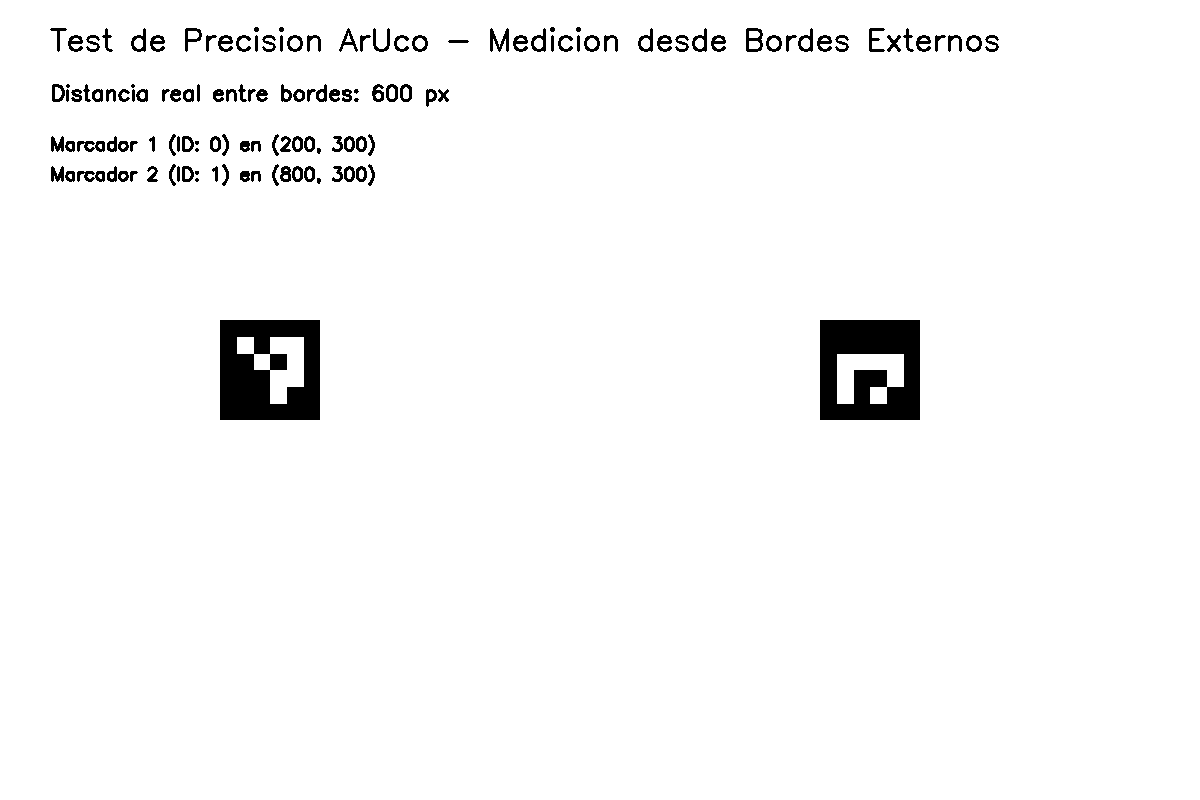 Test de Precision ArUco - Medicion desde Bordes Externos
Distancia real entre bordes: 600 px
Marcador 1 (ID: 0) en (200, 300)
Marcador 2 (ID: 1) en (800, 300)